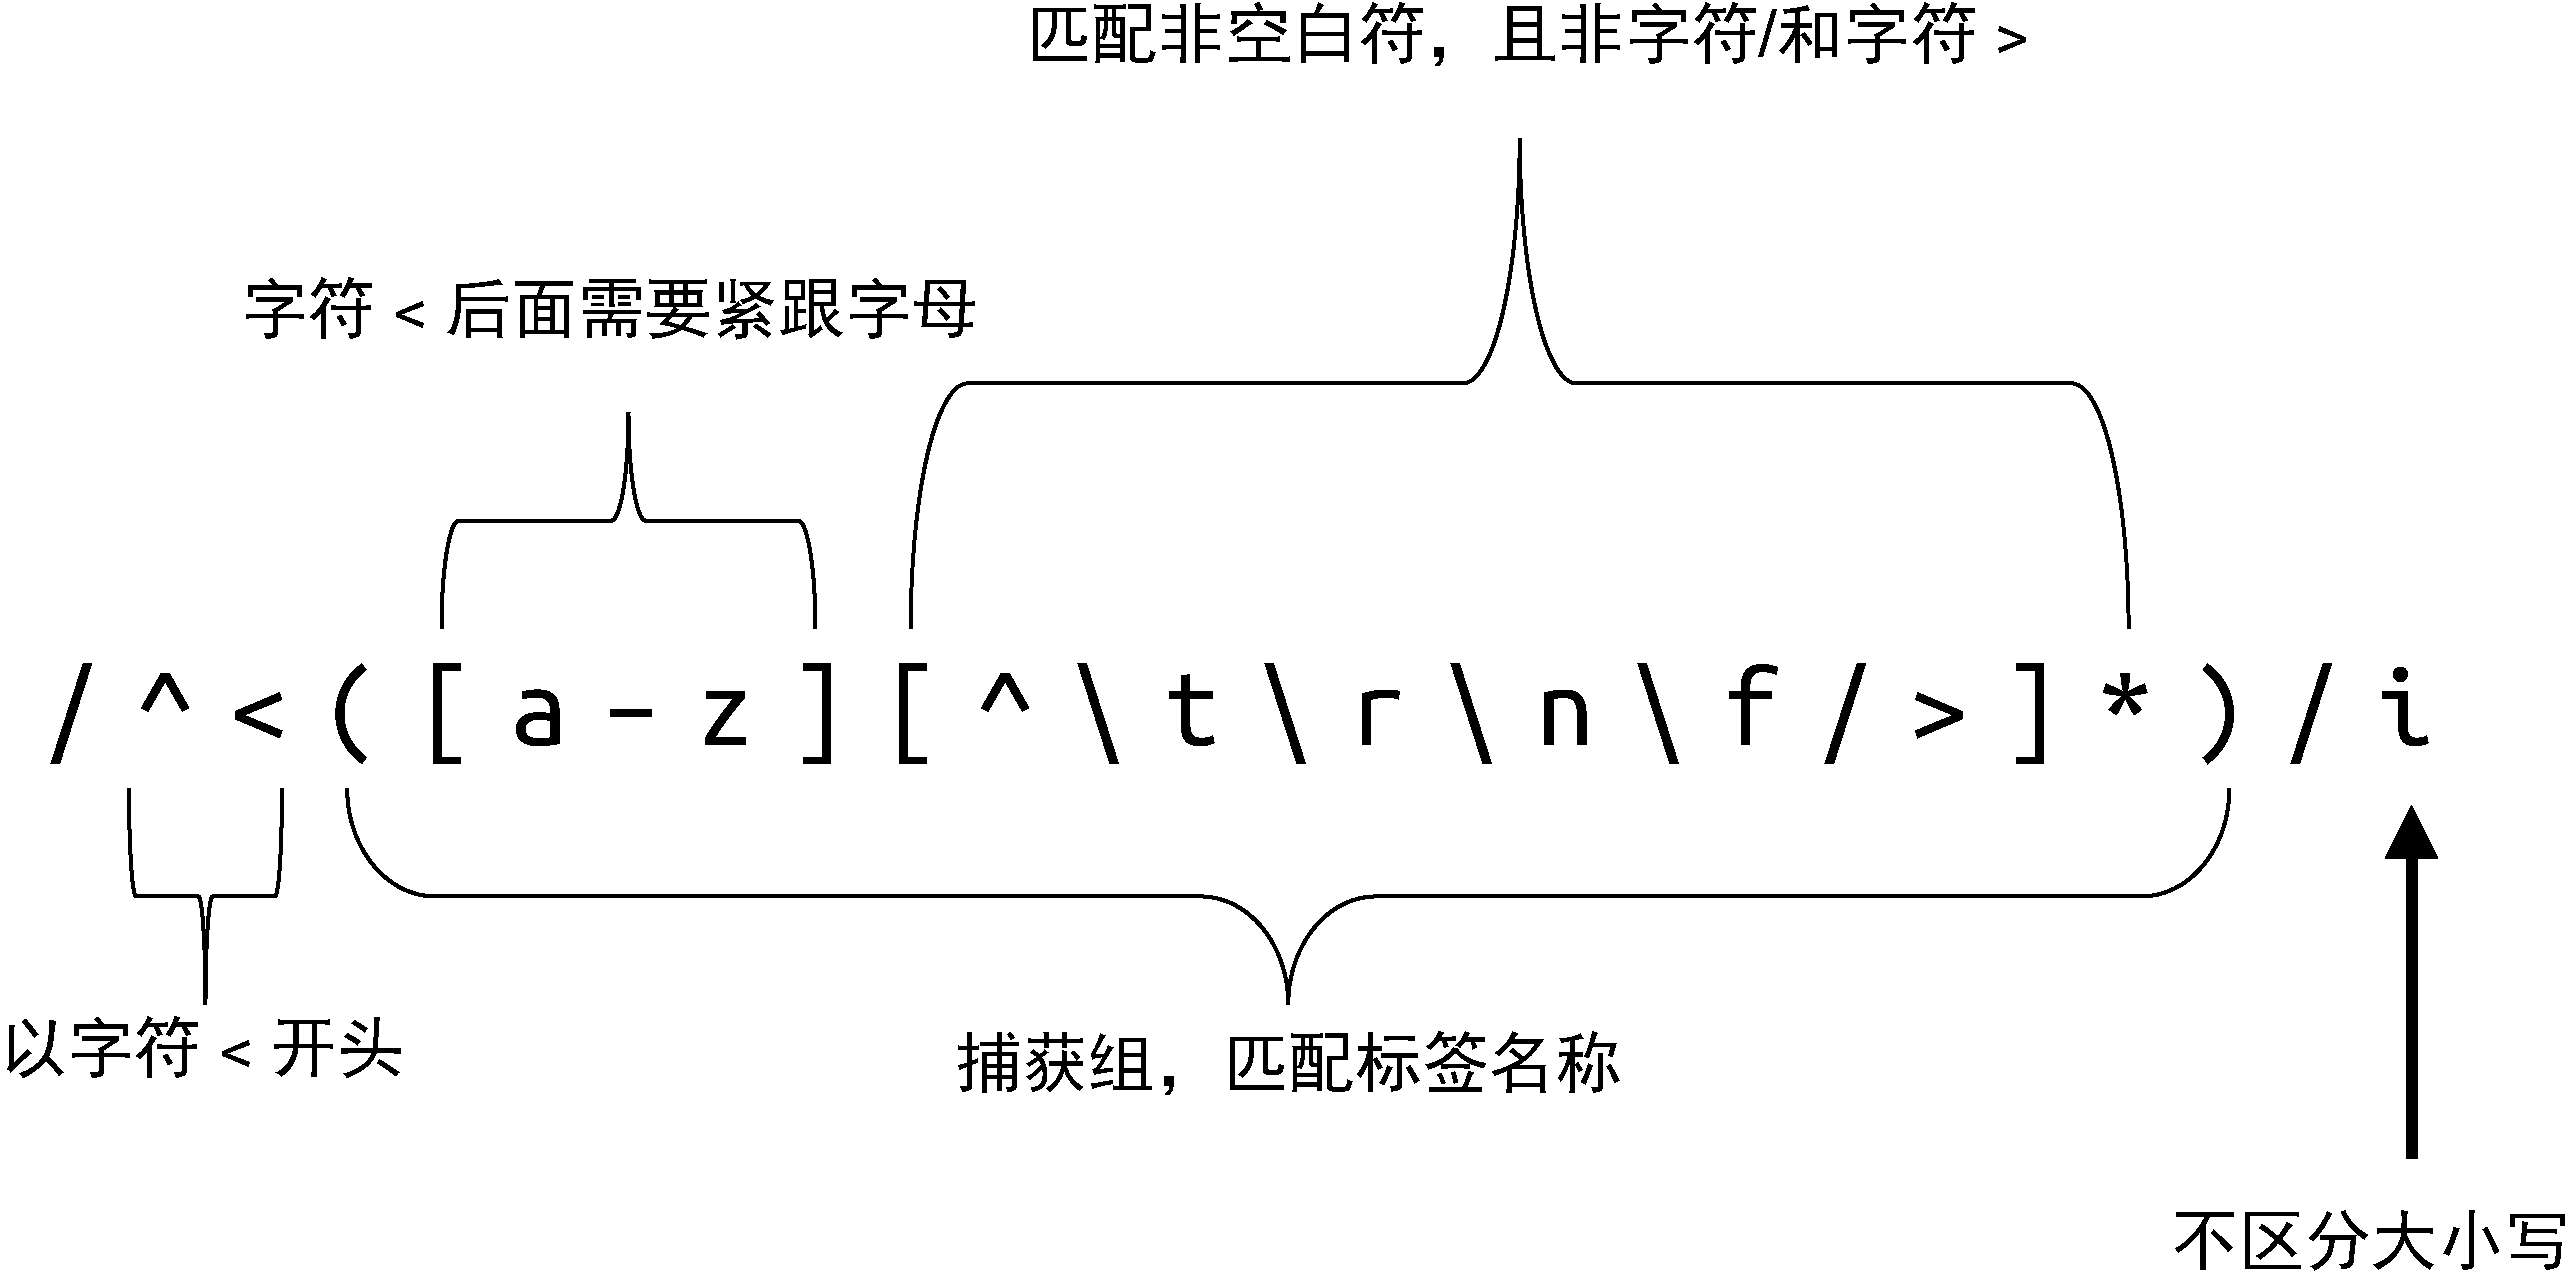 匹配非空白符，且非字符/和字符 >
字符 < 后面需要紧跟字母
/^<([a-z][^\t\r\n\f/>]*)/i
以字符 < 开头
捕获组，匹配标签名称
不区分大小写